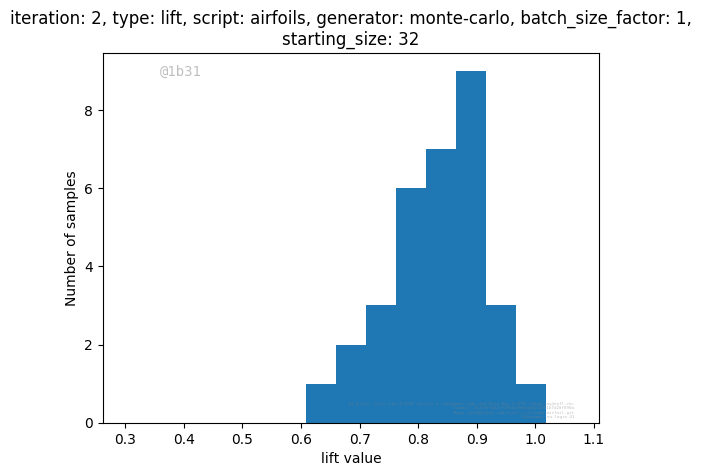 iteration: 2, type: lift, script: airfoils, generator: monte-carlo, batch_size_factor: 1,
starting_size: 32
@1b31
Number of samples
8
6
4
2
0
0.3 0.4 0.5 0.6 0.7 0.8 0.9 1.0 1.1
lift value